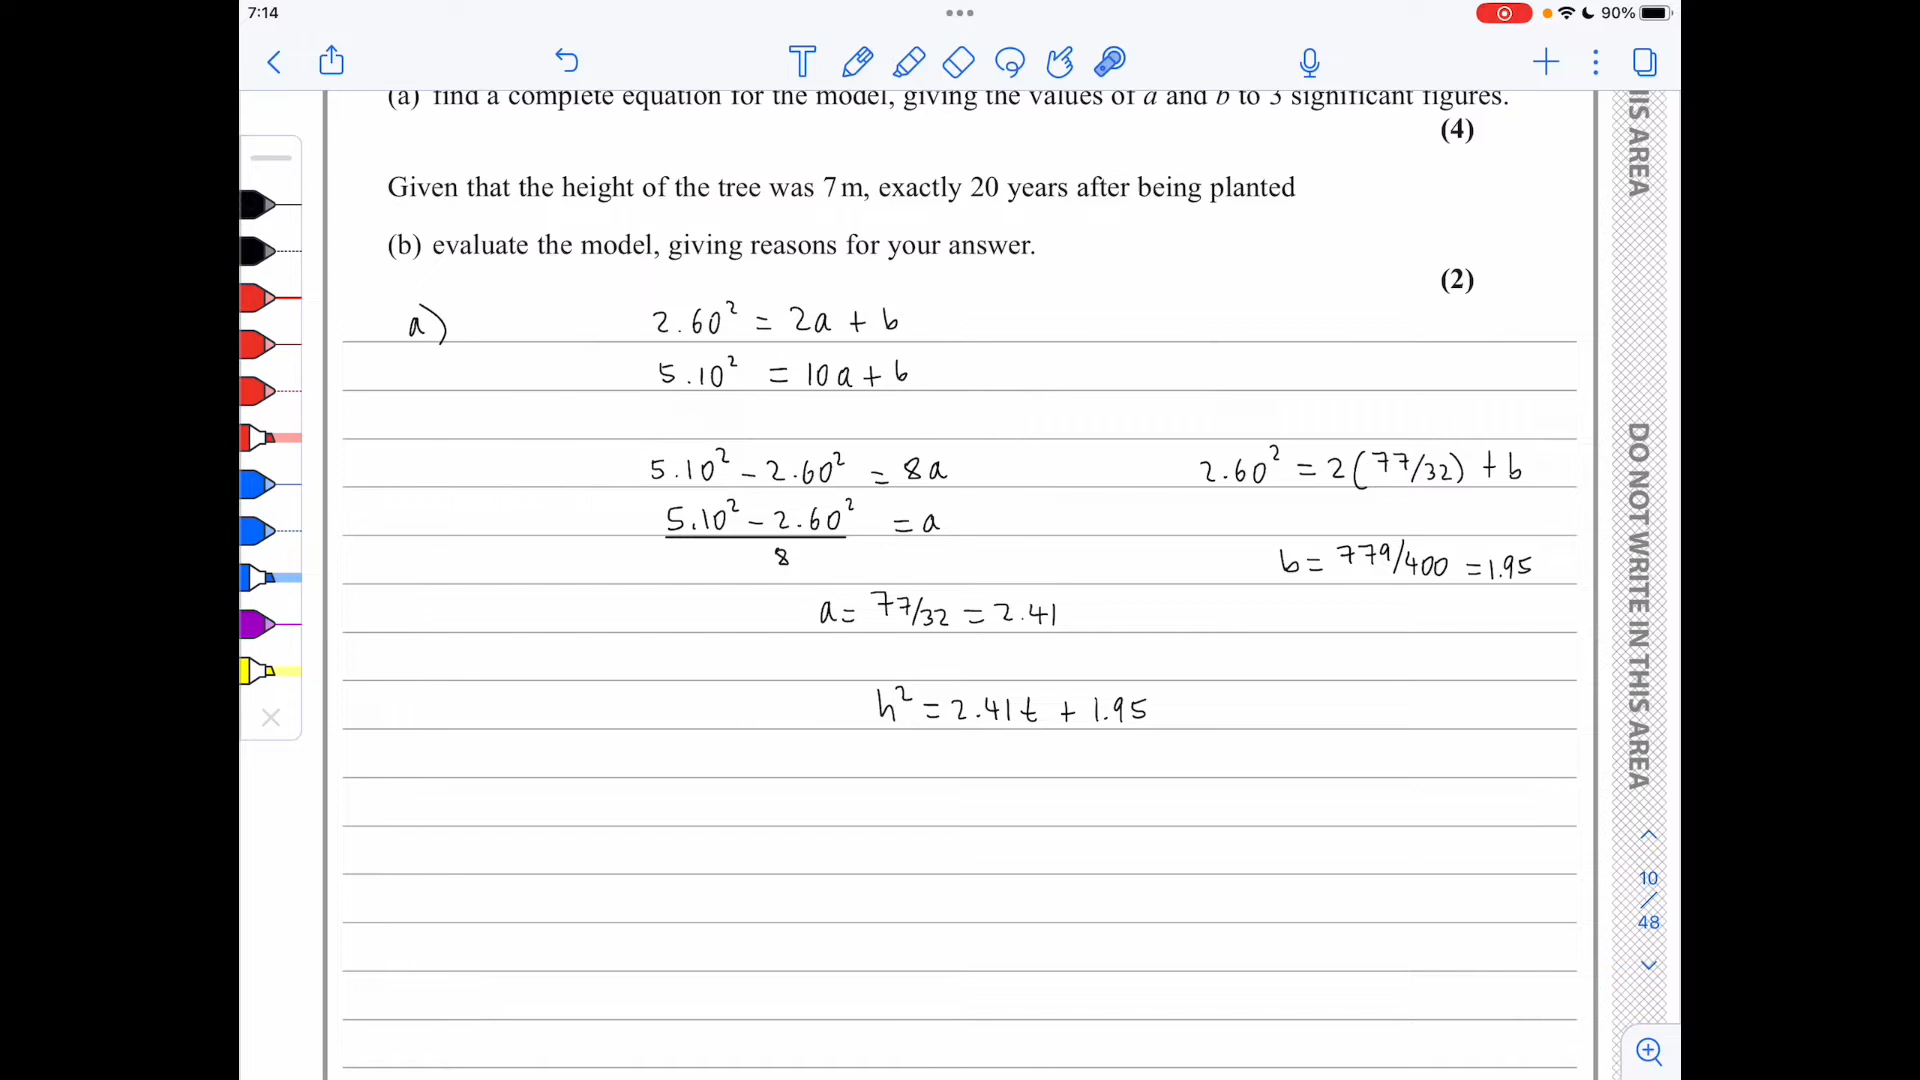 7:14
90%
(a) find a complete equation for the model, giving the values of a and b to 3 significant figures.
(4)
Given that the height of the tree was 7 m, exactly 20 years after being planted
(b) evaluate the model, giving reasons for your answer.
(2)
a)
2.60² = 2a + b
5.10² = 10a + b
5.10² - 2.60² = 8a
5.10² - 2.60² = a
8
a = 77/32 = 2.41
2.60² = 2(77/32) + b
b = 779/400 = 1.95
h² = 2.41t + 1.95
IS AREA
DO NOT WRITE IN THIS AREA
10
/
48